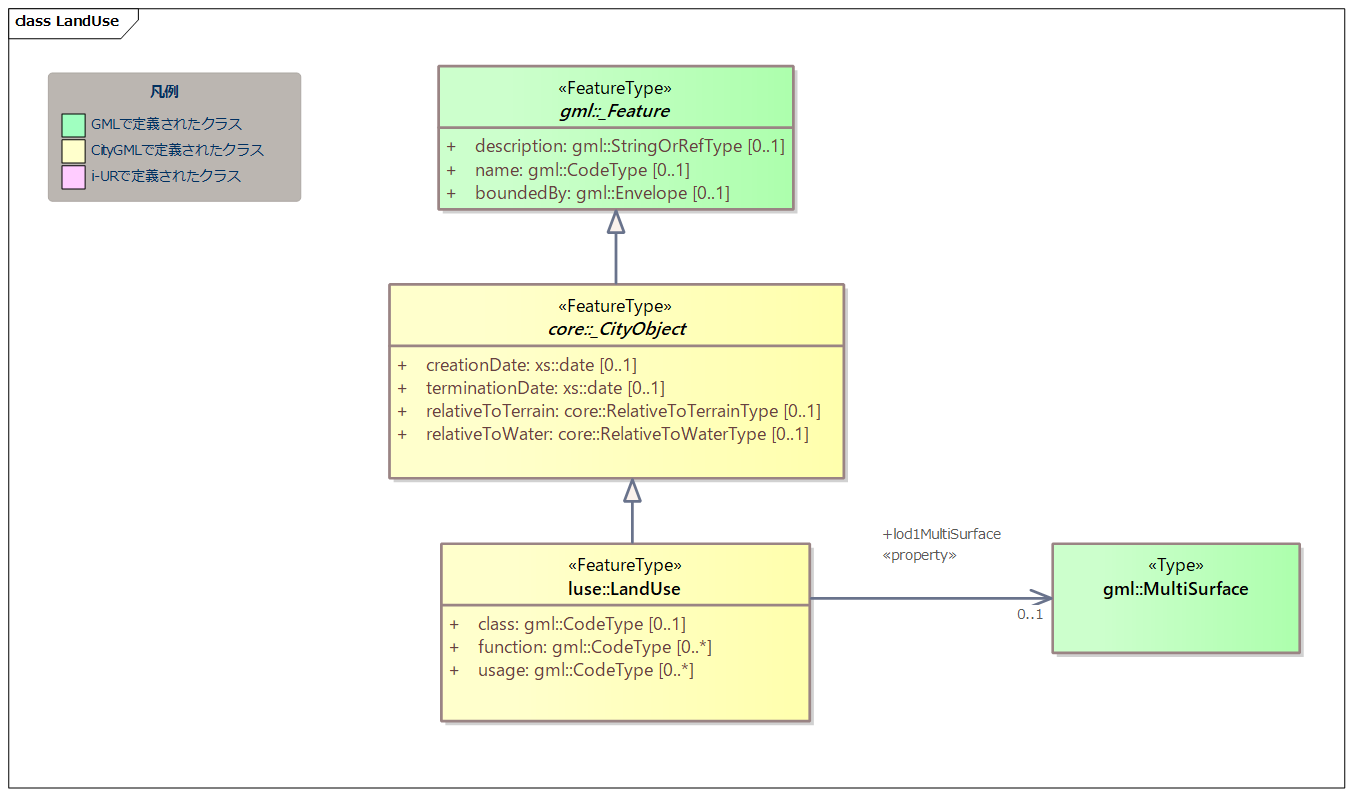 class LandUse
凡例
GMLで定義されたクラス
CityGMLで定義されたクラス
i-URで定義されたクラス
«FeatureType»
gml::_Feature
+ description: gml::StringOrRefType [0..1]
+ name: gml::CodeType [0..1]
+ boundedBy: gml::Envelope [0..1]
«FeatureType»
core::_CityObject
+ creationDate: xs::date [0..1]
+ terminationDate: xs::date [0..1]
+ relativeToTerrain: core::RelativeToTerrainType [0..1]
+ relativeToWater: core::RelativeToWaterType [0..1]
«FeatureType»
luse::LandUse
+ class: gml::CodeType [0..1]
+ function: gml::CodeType [0..*]
+ usage: gml::CodeType [0..*]
+lod1MultiSurface
«property»
0..1
«Type»
gml::MultiSurface